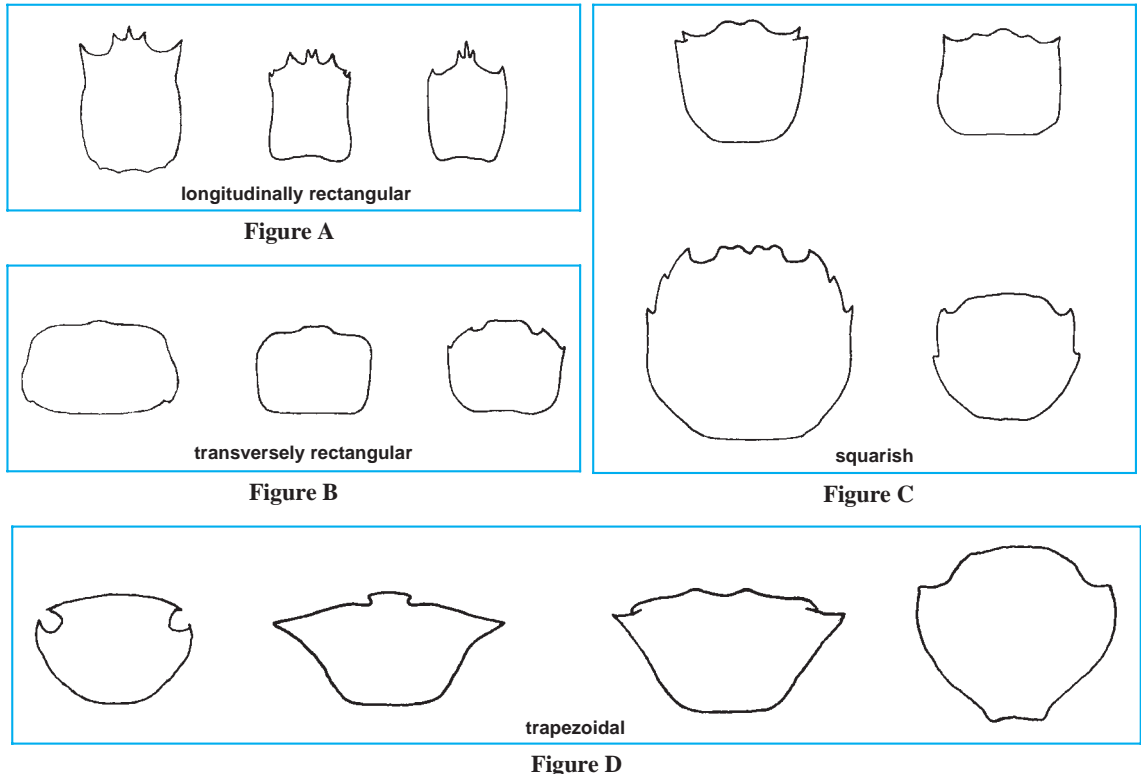 longitudinally rectangular
Figure A
transversely rectangular
Figure B
squarish
Figure C
trapezoidal
Figure D